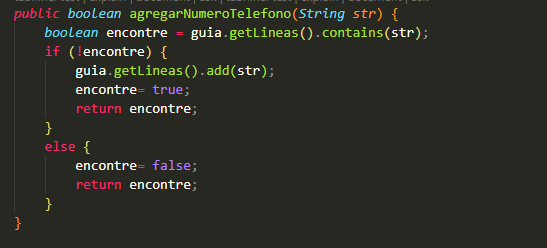 public boolean agregarNumeroTelefono(String str) {
boolean encontre = guia.getLineas().contains(str);
if (!encontre) {
guia.getLineas().add(str);
encontre= true;
return encontre;
}
else {
encontre= false;
return encontre;
}
}